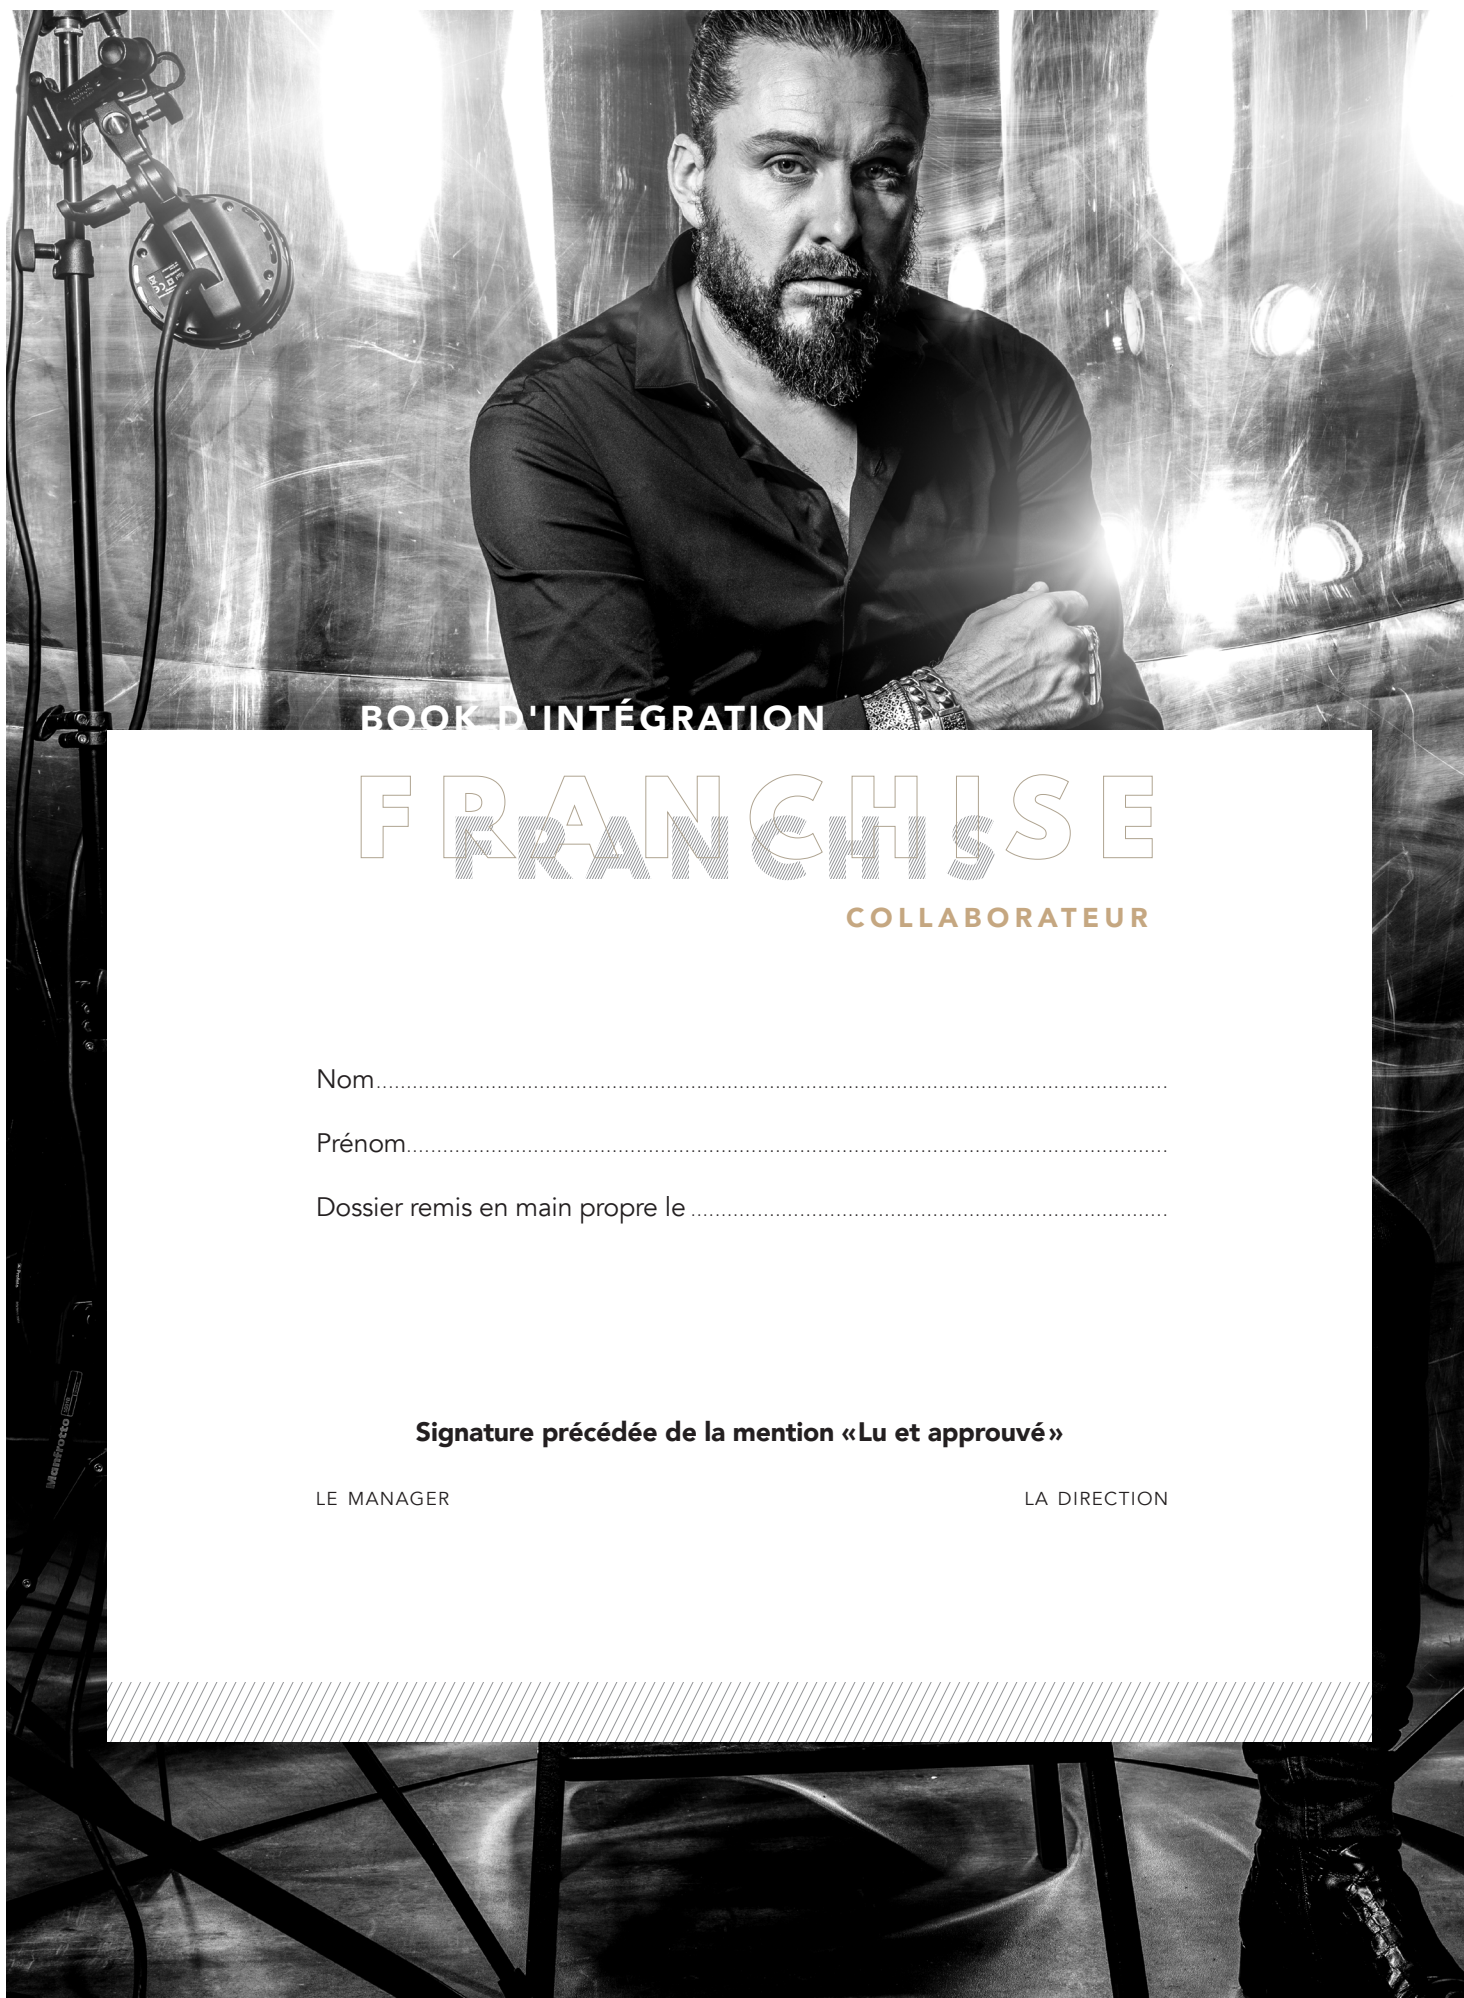 BOOK D'INTÉGRATION
FRANCHISE
FRANCHIS
COLLABORATEUR
Nom
Prénom
Dossier remis en main propre le
Signature précédée de la mention «Lu et approuvé»
LE MANAGER
LA DIRECTION
Manfrotto